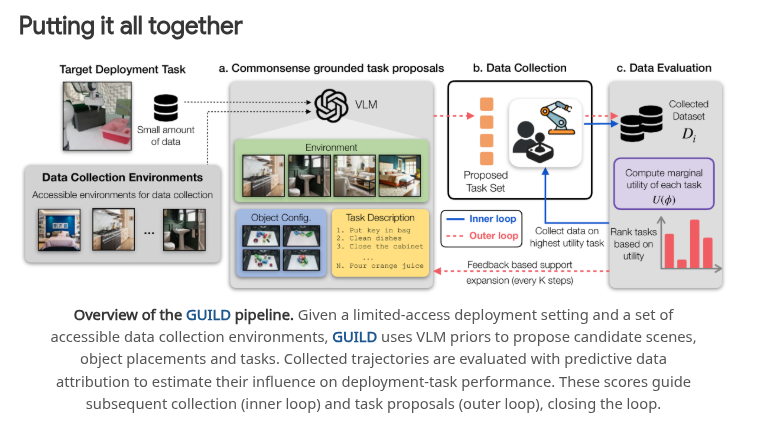 Putting it all together
Target Deployment Task
Small amount
of data
Data Collection Environments
Accessible environments for data collection
...
a. Commonsense grounded task proposals
VLM
Environment
Object Config.
Task Description
1. Put key in bag
2. Clean dishes
3. Close the cabinet
...
N. Pour orange juice
b. Data Collection
Proposed
Task Set
Inner loop
Outer loop
Collect data on
highest utility task
Feedback based support
expansion (every K steps)
c. Data Evaluation
Collected
Dataset
Di
Compute marginal
utility of each task
U(ϕ)
Rank tasks
based on
utility
Overview of the GUILD pipeline. Given a limited-access deployment setting and a set of
accessible data collection environments, GUILD uses VLM priors to propose candidate scenes,
object placements and tasks. Collected trajectories are evaluated with predictive data
attribution to estimate their influence on deployment-task performance. These scores guide
subsequent collection (inner loop) and task proposals (outer loop), closing the loop.